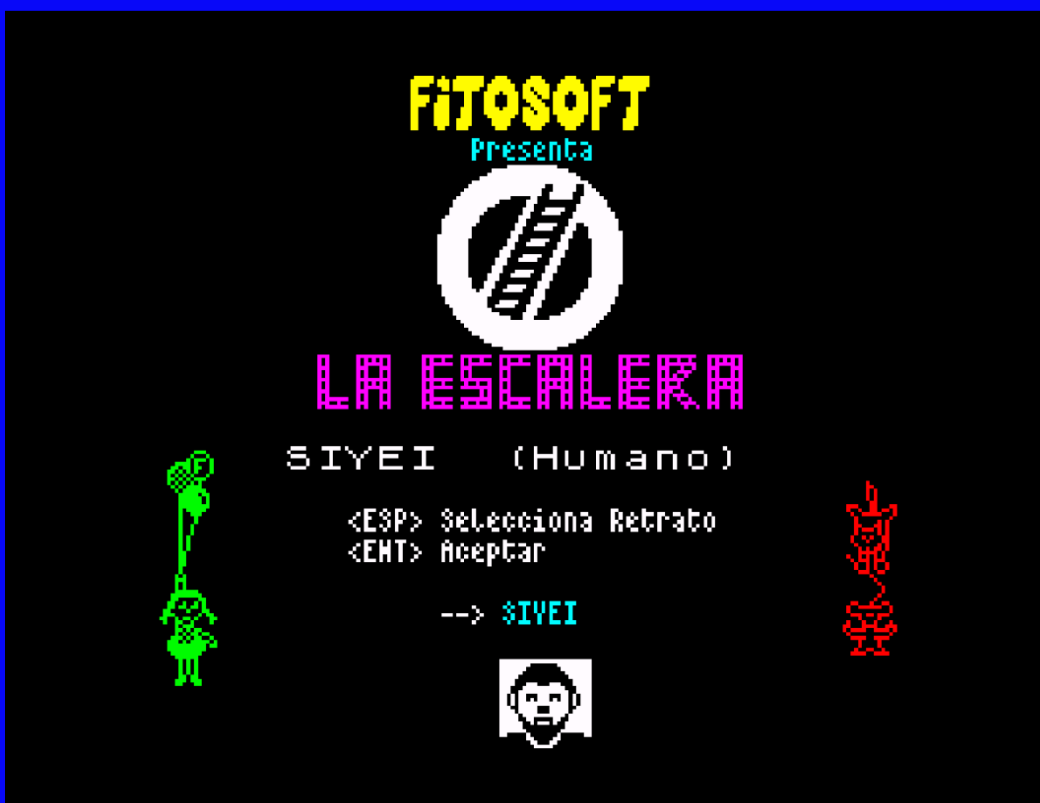 FiTOSOFT
Presenta
LA ESCALERA
SIYEI (Humano)
<ESP> Selecciona Retrato
<ENT> Aceptar
--> SIYEI
F